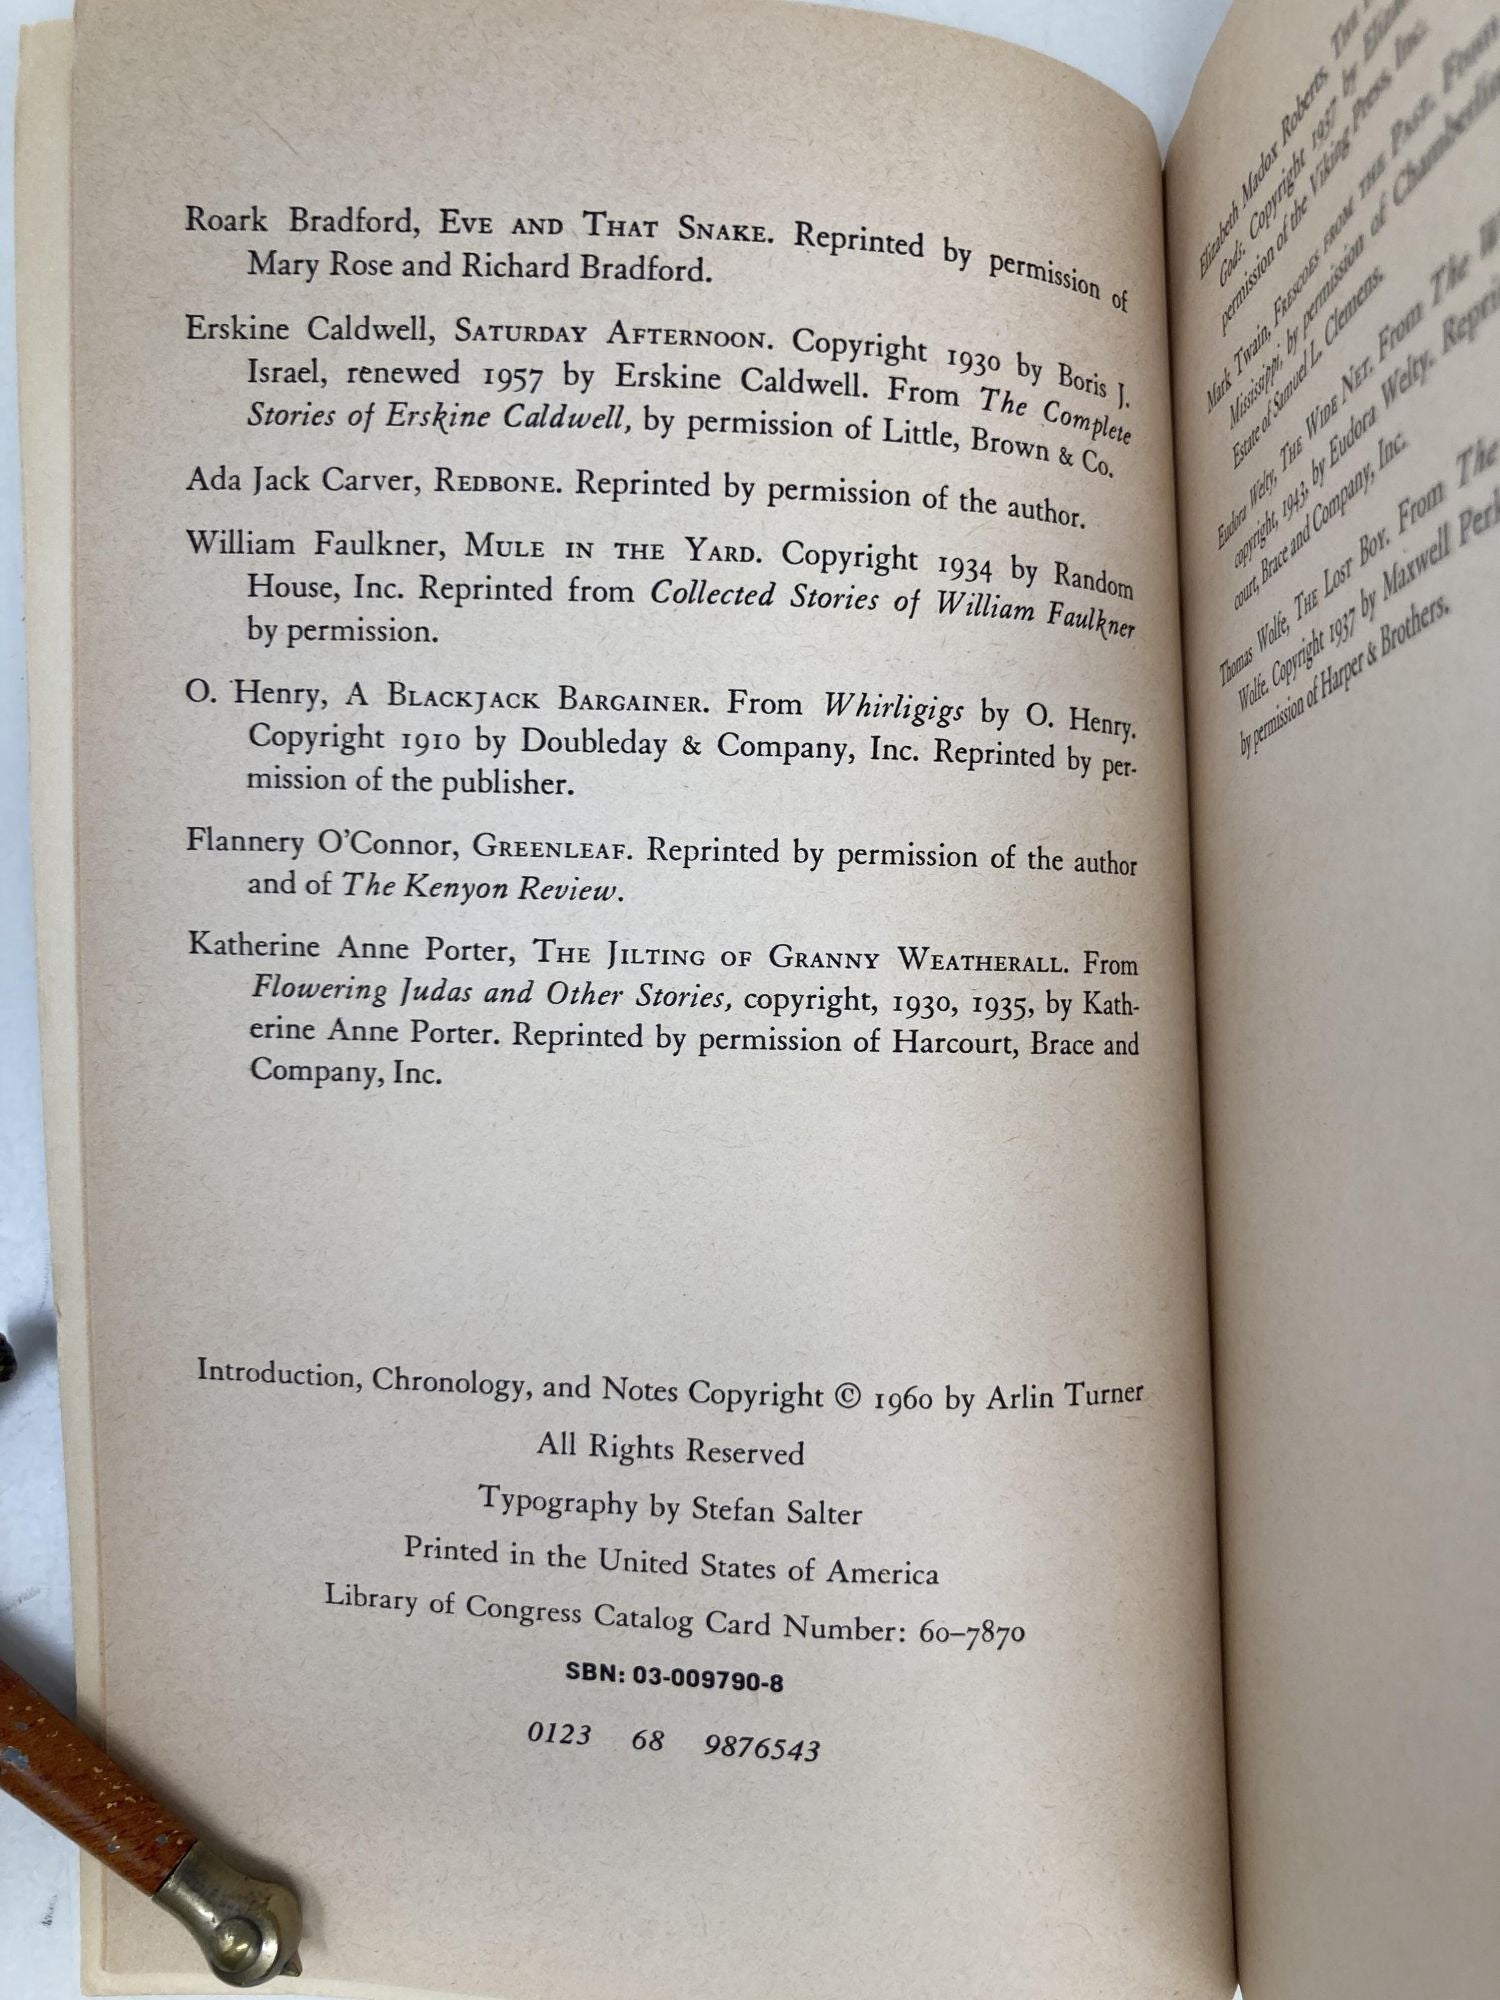 Roark Bradford, EVE AND THAT SNAKE. Reprinted by permission of
Mary Rose and Richard Bradford.
Erskine Caldwell, SATURDAY AFTERNOON. Copyright 1930 by Boris J.
Israel, renewed 1957 by Erskine Caldwell. From The Complete
Stories of Erskine Caldwell, by permission of Little, Brown & Co.
Ada Jack Carver, REDBONE. Reprinted by permission of the author.
William Faulkner, MULE IN THE YARD. Copyright 1934 by Random
House, Inc. Reprinted from Collected Stories of William Faulkner
by permission.
O. Henry, A BLACKJACK BARGAINER. From Whirligigs by O. Henry.
Copyright 1910 by Doubleday & Company, Inc. Reprinted by per-
mission of the publisher.
Flannery O'Connor, GREENLEAF. Reprinted by permission of the author
and of The Kenyon Review.
Katherine Anne Porter, THE JILTING OF GRANNY WEATHERALL. From
Flowering Judas and Other Stories, copyright, 1930, 1935, by Kath-
erine Anne Porter. Reprinted by permission of Harcourt, Brace and
Company, Inc.
Introduction, Chronology, and Notes Copyright © 1960 by Arlin Turner
All Rights Reserved
Typography by Stefan Salter
Printed in the United States of America
Library of Congress Catalog Card Number: 60-7870
SBN: 03-009790-8
0123 68 9876543
Elizabeth Madox Roberts, THE
Gods. Copyright 1937 by
permission of the Viking Press, Inc.
Mark Twain, FRESCOES FROM THE PAST. From
Mississippi; by permission of Chamberlin
Estate of Samuel L. Clemens.
Eudora Welty, THE WIDE NET. From The
copyright, 1943, by Eudora Welty.
court, Brace and Company, Inc.
Thomas Wolfe, THE LOST BOY. From The
Wolfe. Copyright 1937 by Maxwell
by permission of Harper & Brothers.